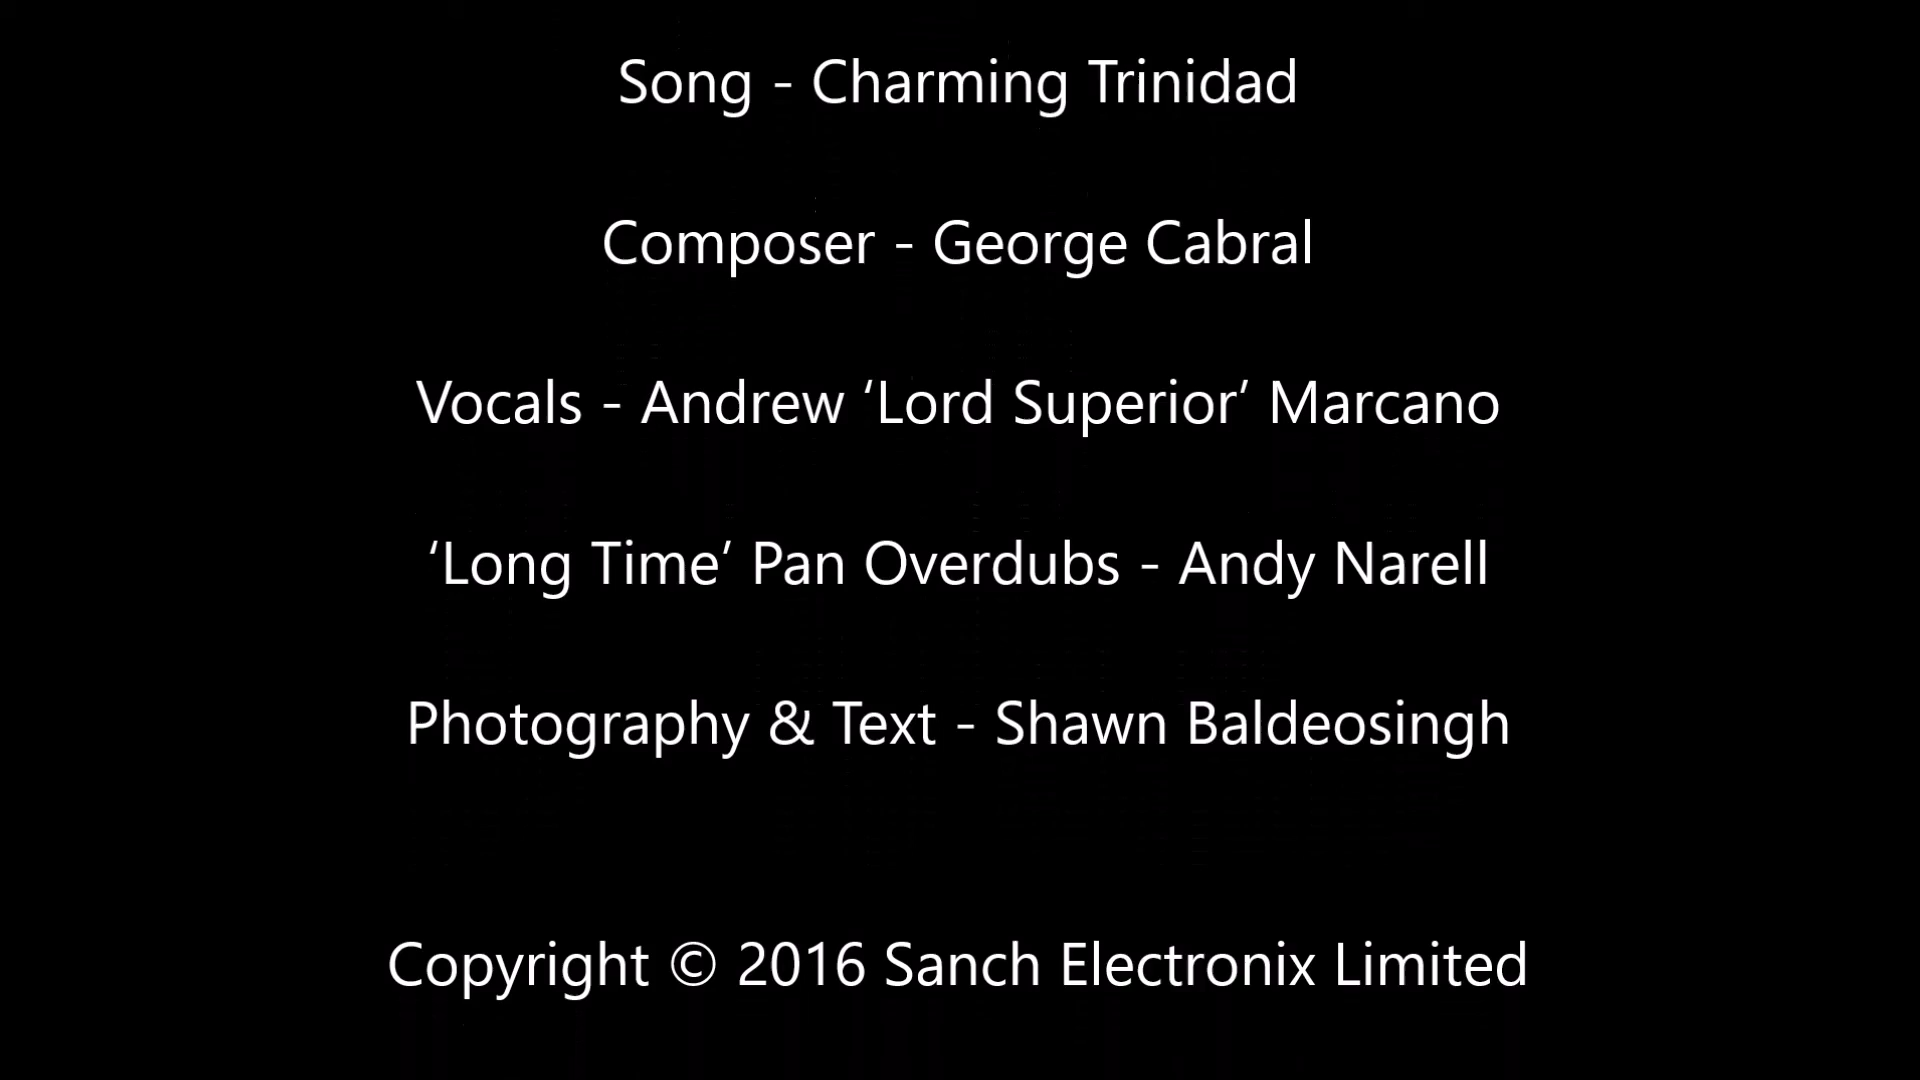 Song - Charming Trinidad
Composer - George Cabral
Vocals - Andrew ‘Lord Superior’ Marcano
‘Long Time’ Pan Overdubs - Andy Narell
Photography & Text - Shawn Baldeosingh
Copyright © 2016 Sanch Electronix Limited